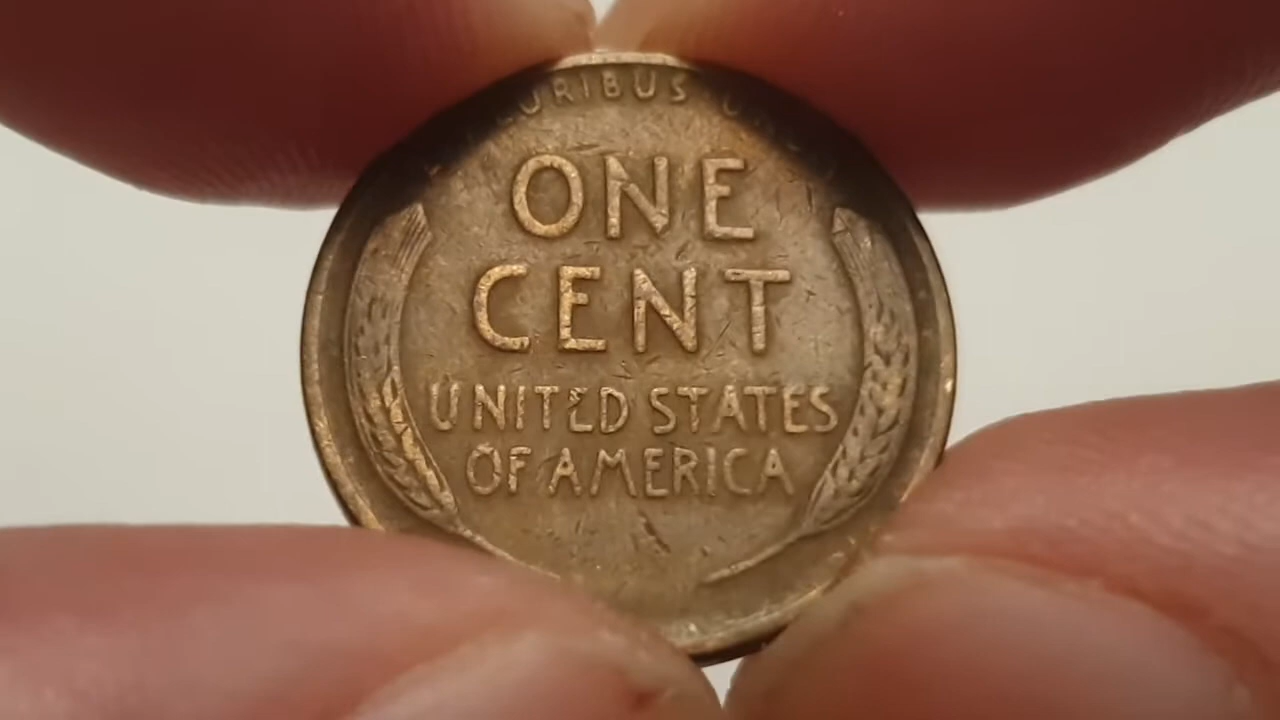 URIBUS U
ONE
CENT
UNITED STATES
OF AMERICA